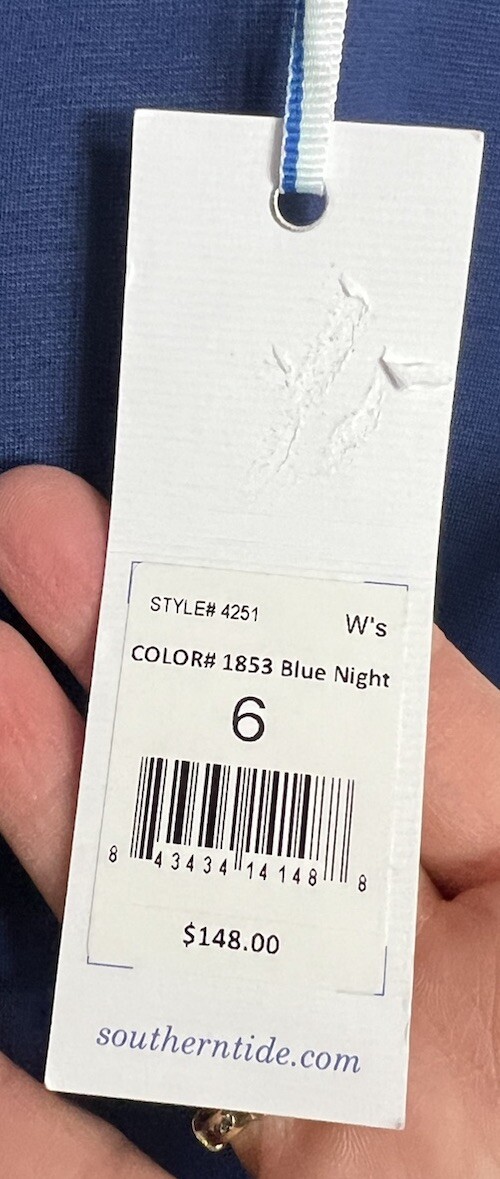 STYLE# 4251
W's
COLOR# 1853 Blue Night
6
8 43434 14148 8
$148.00
southerntide.com